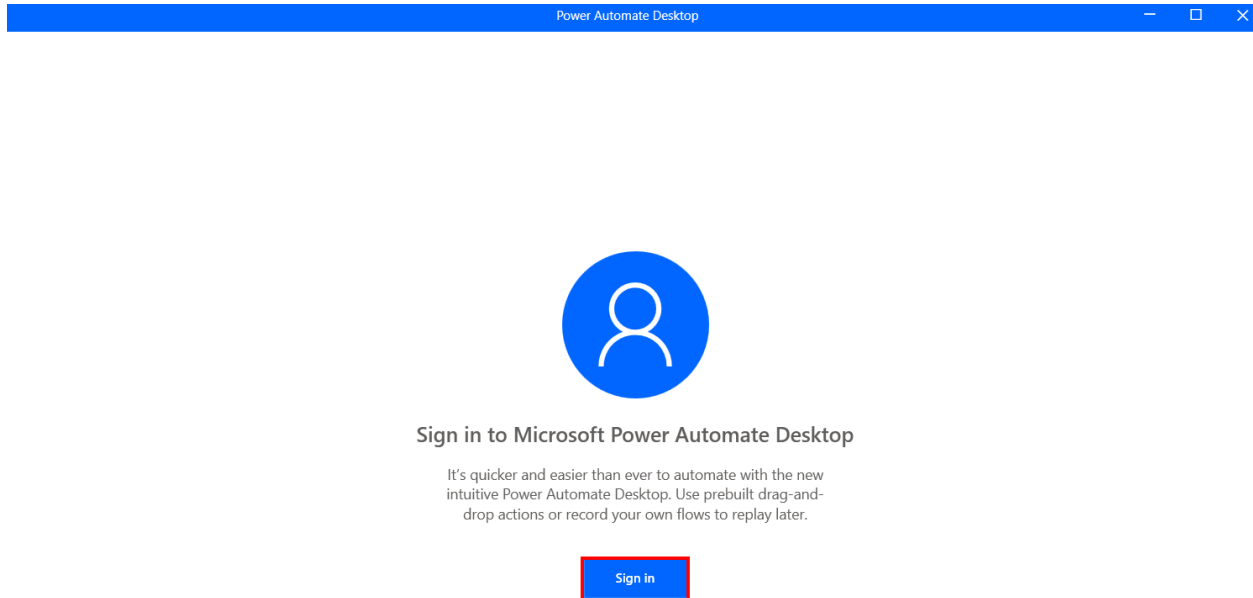 Power Automate Desktop
Sign in to Microsoft Power Automate Desktop
It's quicker and easier than ever to automate with the new
intuitive Power Automate Desktop. Use prebuilt drag-and-
drop actions or record your own flows to replay later.
Sign in